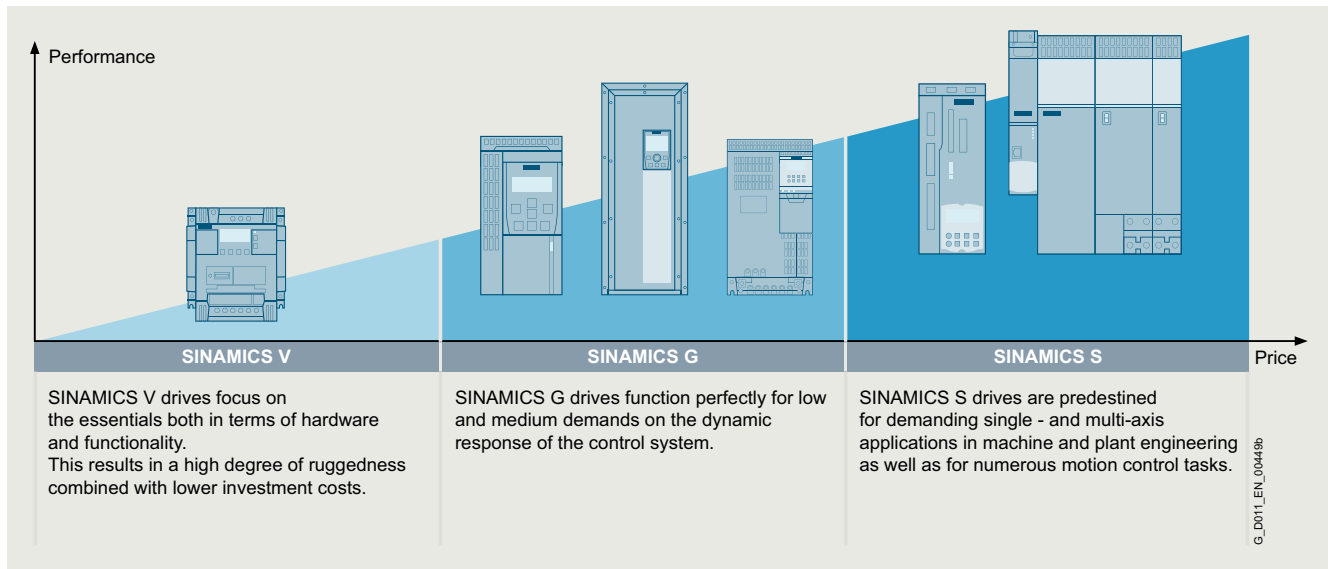 Performance
SINAMICS V
SINAMICS G
SINAMICS S
Price
SINAMICS V drives focus on
the essentials both in terms of hardware
and functionality.
This results in a high degree of ruggedness
combined with lower investment costs.
SINAMICS G drives function perfectly for low
and medium demands on the dynamic
response of the control system.
SINAMICS S drives are predestined
for demanding single - and multi-axis
applications in machine and plant engineering
as well as for numerous motion control tasks.
G_D011_EN_00449b